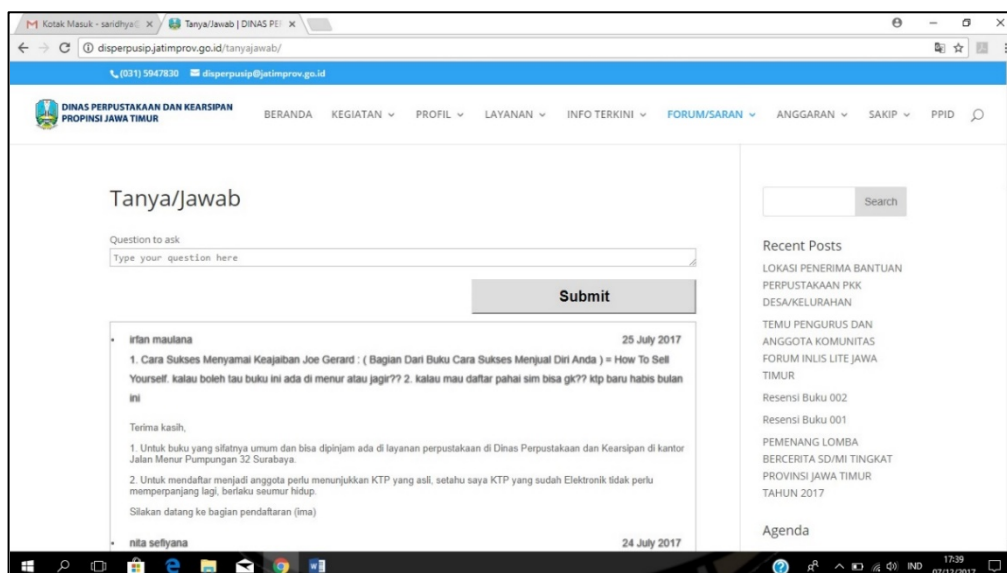 Kotak Masuk - saridhya
Tanya/Jawab | DINAS PER
disperpusip.jatimprov.go.id/tanyajawab/
(031) 5947830 disperpusip@jatimprov.go.id
DINAS PERPUSTAKAAN DAN KEARSIPAN
PROPINSI JAWA TIMUR
BERANDA KEGIATAN PROFIL LAYANAN INFO TERKINI FORUM/SARAN ANGGARAN SAKIP PPID
Tanya/Jawab
Question to ask
Type your question here
Submit
irfan maulana 25 July 2017
1. Cara Sukses Menyamai Keajaiban Joe Gerard : ( Bagian Dari Buku Cara Sukses Menjual Diri Anda ) = How To Sell
Yourself. kalau boleh tau buku ini ada di menur atau jagir?? 2. kalau mau daftar pahai sim bisa gk?? ktp baru habis bulan
ini
Terima kasih,
1. Untuk buku yang sifatnya umum dan bisa dipinjam ada di layanan perpustakaan di Dinas Perpustakaan dan Kearsipan di kantor
Jalan Menur Pumpungan 32 Surabaya.
2. Untuk mendaftar menjadi anggota perlu menunjukkan KTP yang asli, setahu saya KTP yang sudah Elektronik tidak perlu
memperpanjang lagi, berlaku seumur hidup.
Silakan datang ke bagian pendaftaran (ima)
nita sefiyana 24 July 2017
Search
Recent Posts
LOKASI PENERIMA BANTUAN
PERPUSTAKAAN PKK
DESA/KELURAHAN
TEMU PENGURUS DAN
ANGGOTA KOMUNITAS
FORUM INLIS LITE JAWA
TIMUR
Resensi Buku 002
Resensi Buku 001
PEMENANG LOMBA
BERCERITA SD/MI TINGKAT
PROVINSI JAWA TIMUR
TAHUN 2017
Agenda
IND
17:39
07/12/2017